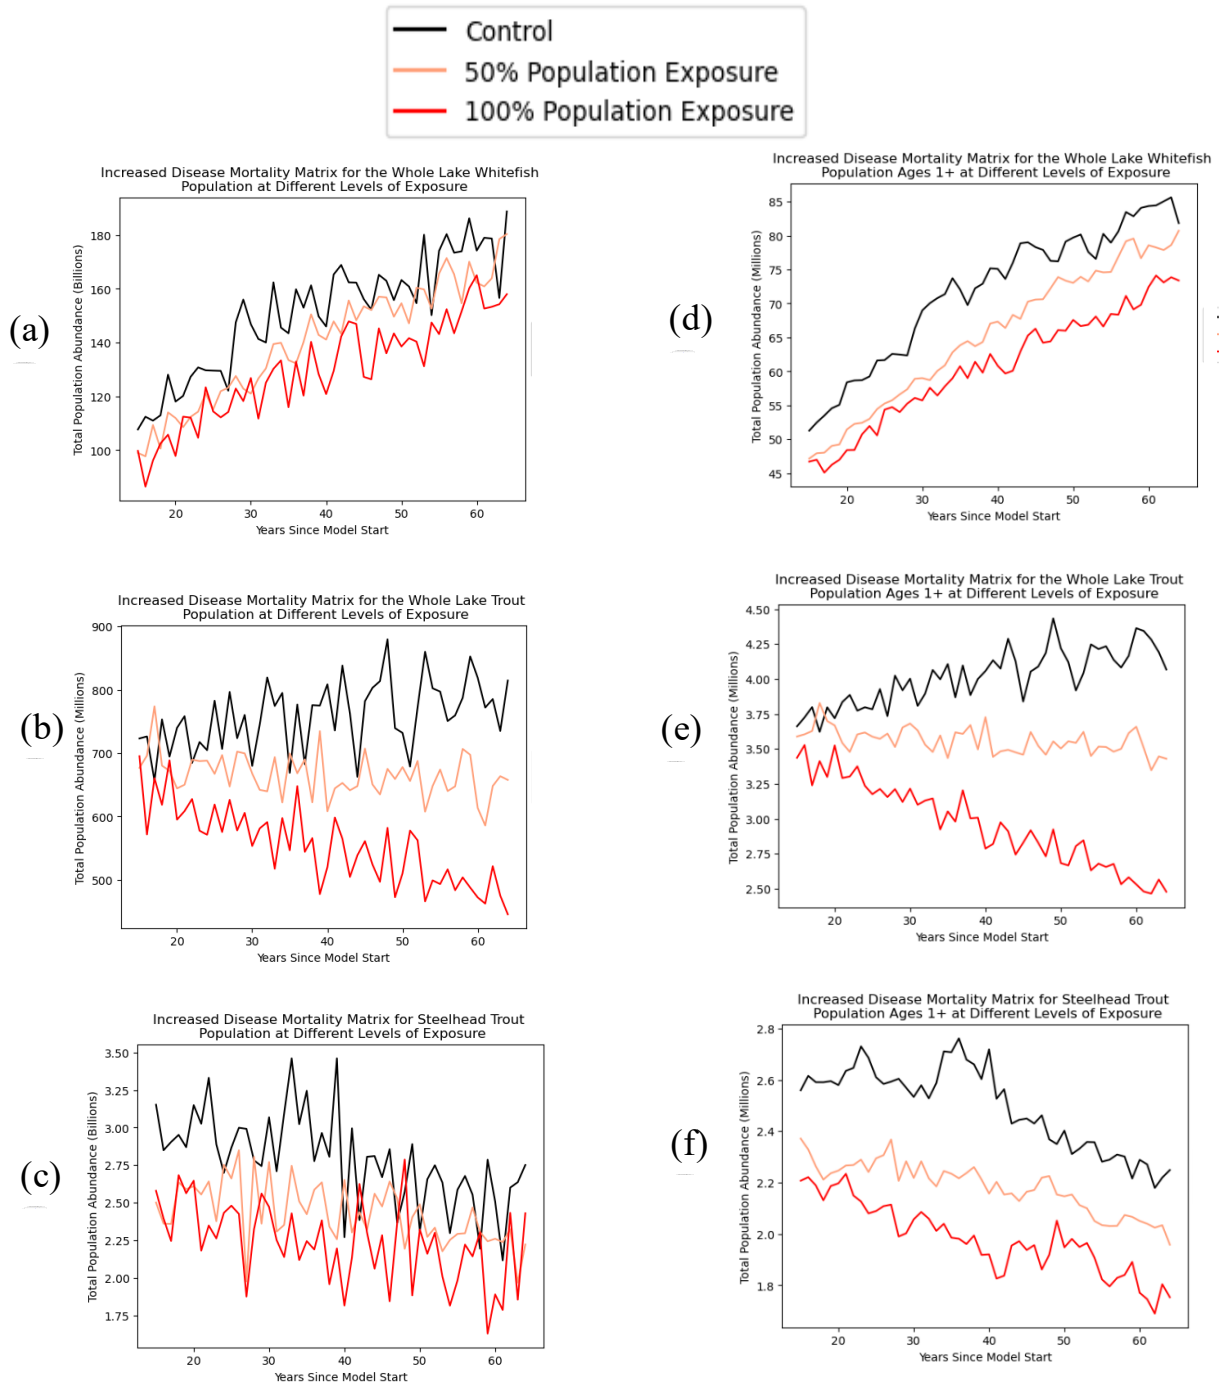 Control
50% Population Exposure
100% Population Exposure
(a)
Increased Disease Mortality Matrix for the Whole Lake Whitefish
Population at Different Levels of Exposure
Total Population Abundance (Billions)
180
160
140
120
100
20 30 40 50 60
Years Since Model Start
(d)
Increased Disease Mortality Matrix for the Whole Lake Whitefish
Population Ages 1+ at Different Levels of Exposure
Total Population Abundance (Millions)
85
80
75
70
65
60
55
50
45
20 30 40 50 60
Years Since Model Start
(b)
Increased Disease Mortality Matrix for the Whole Lake Trout
Population at Different Levels of Exposure
Total Population Abundance (Millions)
900
800
700
600
500
20 30 40 50 60
Years Since Model Start
(e)
Increased Disease Mortality Matrix for the Whole Lake Trout
Population Ages 1+ at Different Levels of Exposure
Total Population Abundance (Millions)
4.50
4.25
4.00
3.75
3.50
3.25
3.00
2.75
2.50
20 30 40 50 60
Years Since Model Start
(c)
Increased Disease Mortality Matrix for Steelhead Trout
Population at Different Levels of Exposure
Total Population Abundance (Billions)
3.50
3.25
3.00
2.75
2.50
2.25
2.00
1.75
20 30 40 50 60
Years Since Model Start
(f)
Increased Disease Mortality Matrix for Steelhead Trout
Population Ages 1+ at Different Levels of Exposure
Total Population Abundance (Millions)
2.8
2.6
2.4
2.2
2.0
1.8
20 30 40 50 60
Years Since Model Start